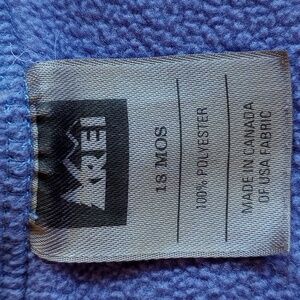 REI
18 MOS
100% POLYESTER
MADE IN CANADA
OF USA FABRIC